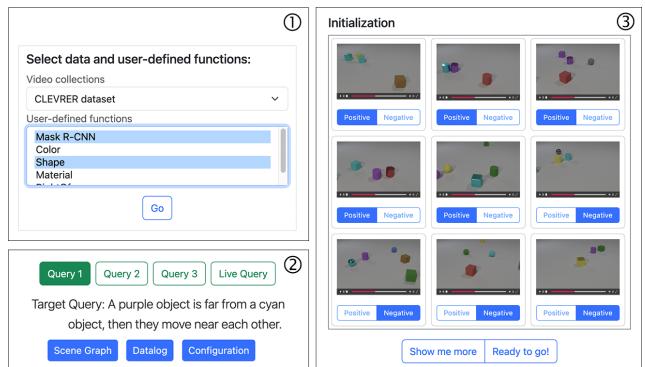 ①
Select data and user-defined functions:
Video collections
CLEVRER dataset
User-defined functions
Mask R-CNN
Color
Shape
Material
Go
②
Query 1 Query 2 Query 3 Live Query
Target Query: A purple object is far from a cyan
object, then they move near each other.
Scene Graph Datalog Configuration
③
Initialization
Positive Negative Positive Negative Positive Negative
Positive Negative Positive Negative Positive Negative
Positive Negative Positive Negative Positive Negative
Show me more Ready to go!